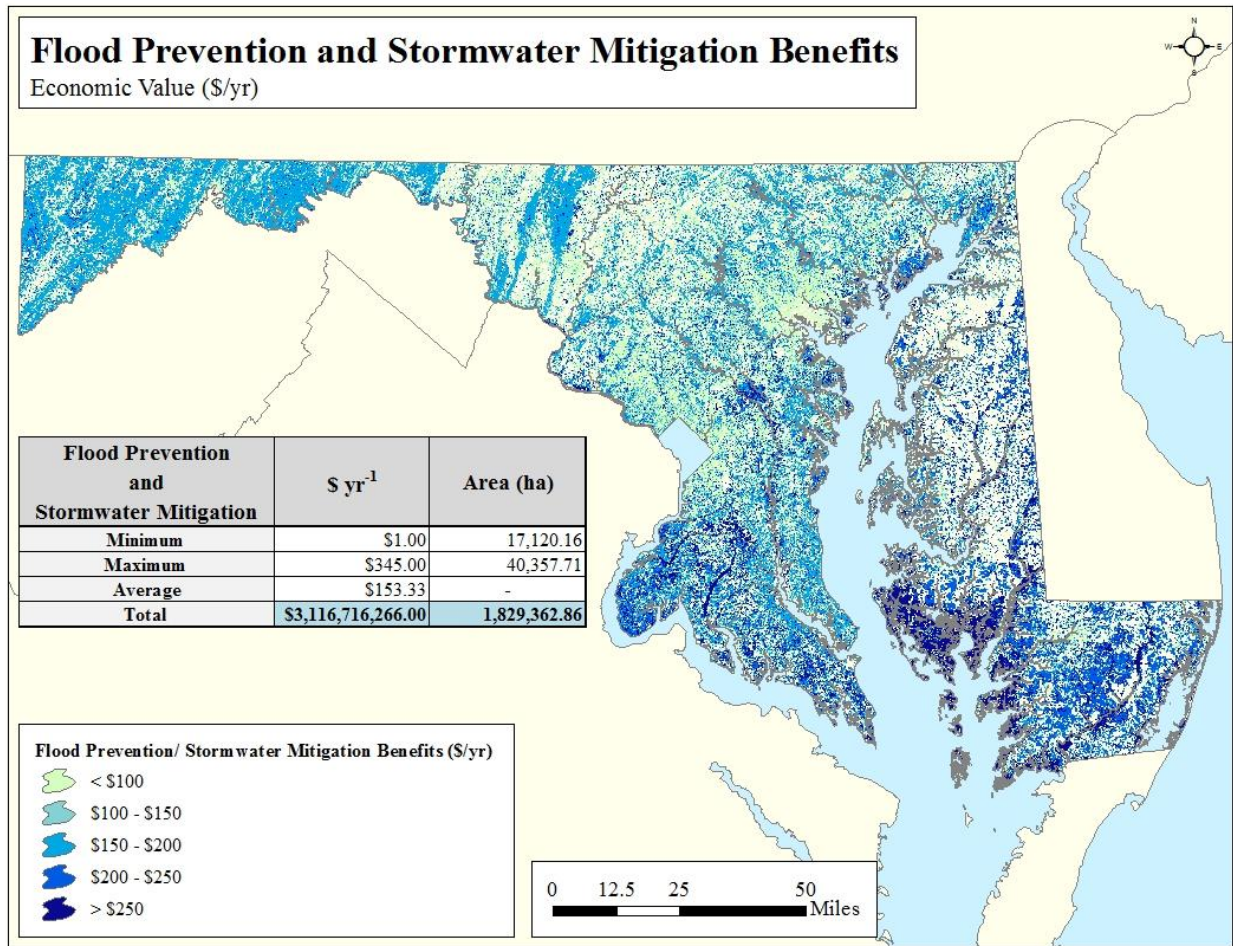 Flood Prevention and Stormwater Mitigation Benefits
Economic Value ($/yr)
N
W E
S
Flood Prevention
and
Stormwater Mitigation
$ yr-1
Area (ha)
Minimum $1.00 17,120.16
Maximum $345.00 40,357.71
Average $153.33 -
Total $3,116,716,266.00 1,829,362.86
Flood Prevention/ Stormwater Mitigation Benefits ($/yr)
< $100
$100 - $150
$150 - $200
$200 - $250
> $250
0 12.5 25 50
Miles